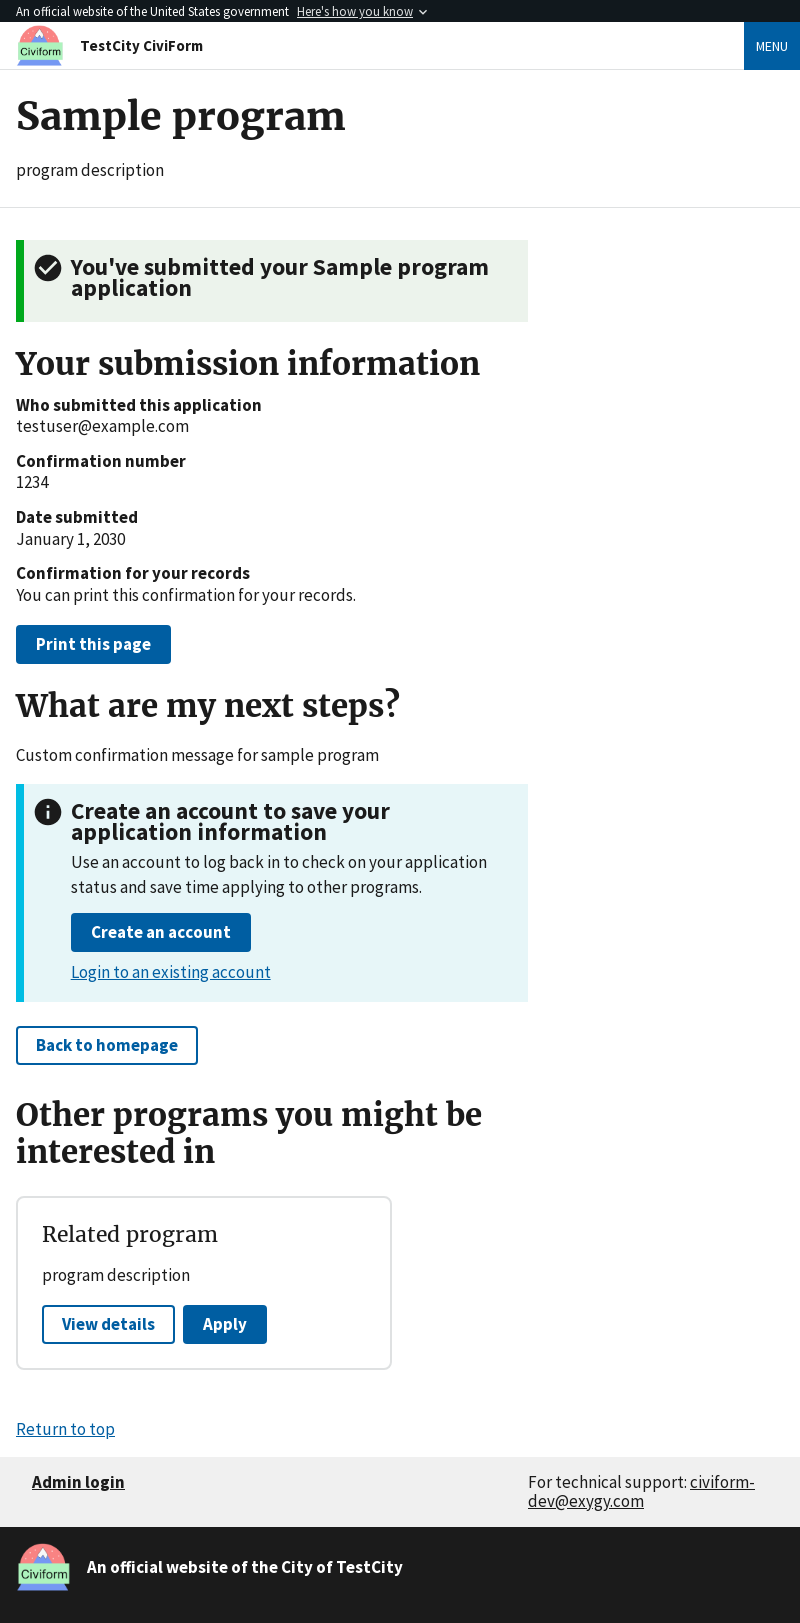 An official website of the United States government Here's how you know
Civiform
TestCity CiviForm
MENU
Sample program
program description
You've submitted your Sample program
application
Your submission information
Who submitted this application
testuser@example.com
Confirmation number
1234
Date submitted
January 1, 2030
Confirmation for your records
You can print this confirmation for your records.
Print this page
What are my next steps?
Custom confirmation message for sample program
Create an account to save your
application information
Use an account to log back in to check on your application
status and save time applying to other programs.
Create an account
Login to an existing account
Back to homepage
Other programs you might be
interested in
Related program
program description
View details
Apply
Return to top
Admin login
For technical support: civiform-
dev@exygy.com
Civiform
An official website of the City of TestCity